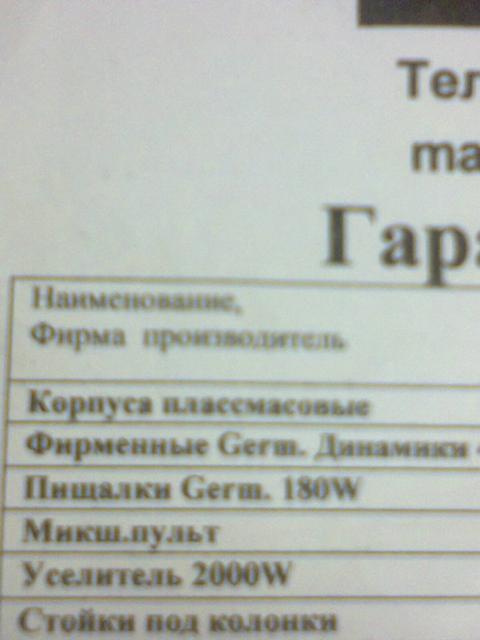 Тел
ma
Гара
Наименование,
Фирма производитель
Корпуса плассмасовые
Фирменные Germ. Динамики
Пищалки Germ. 180W
Микш.пульт
Уселитель 2000W
Стойки под колонки